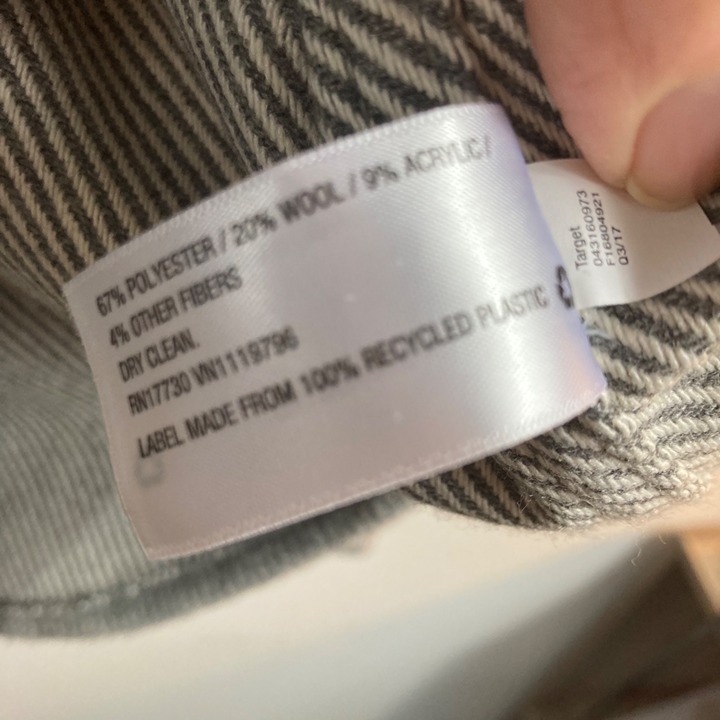 67% POLYESTER / 20% WOOL / 9% ACRYLIC /
4% OTHER FIBERS
DRY CLEAN.
RN17730 VN1119796
LABEL MADE FROM 100% RECYCLED PLASTIC
Target
043160973
F16804921
03/17